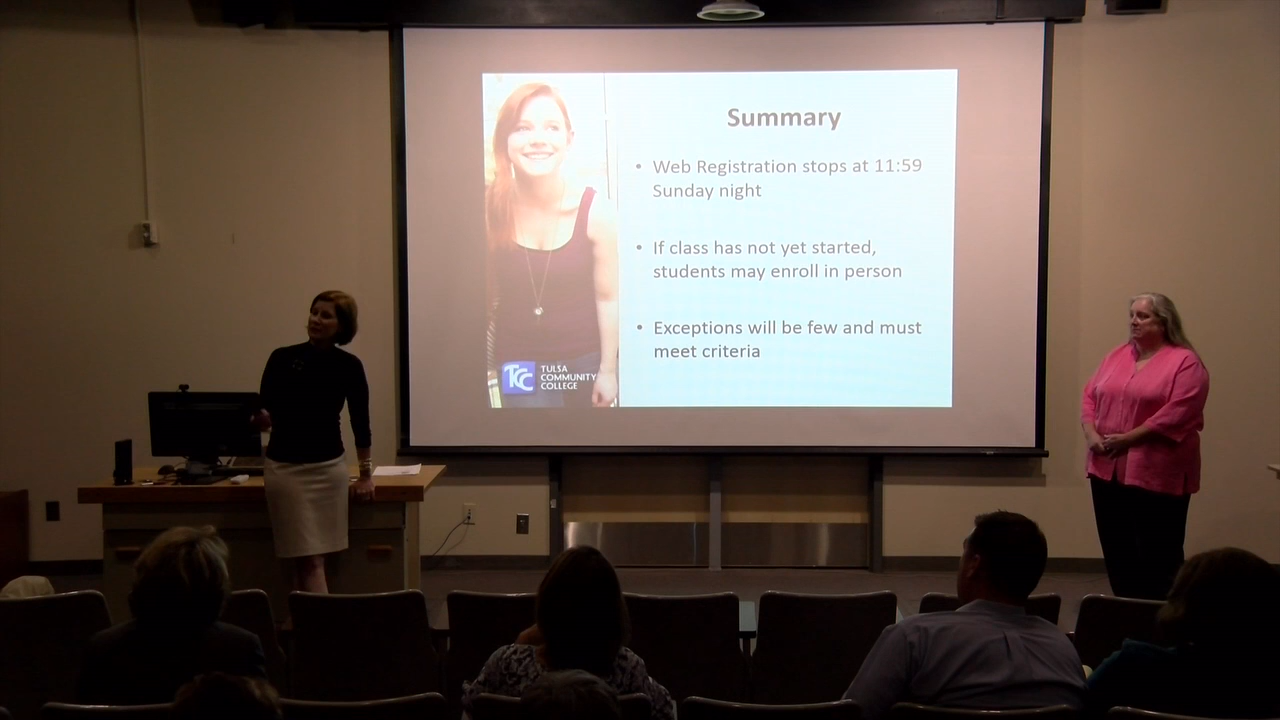 Summary
• Web Registration stops at 11:59
Sunday night
• If class has not yet started,
students may enroll in person
• Exceptions will be few and must
meet criteria
TCC
TULSA
COMMUNITY
COLLEGE